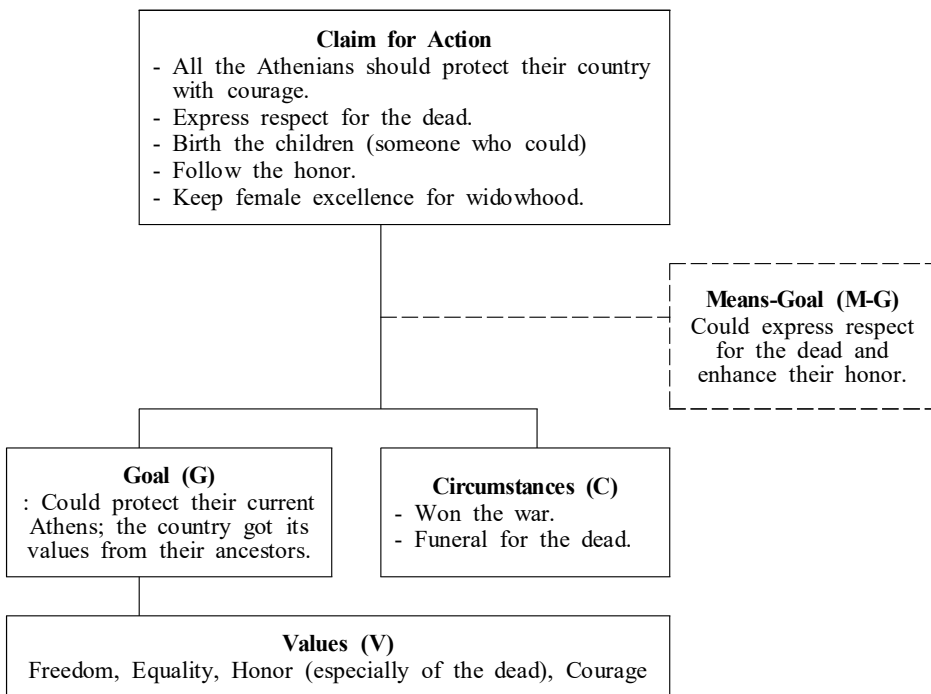 Claim for Action
- All the Athenians should protect their country
with courage.
- Express respect for the dead.
- Birth the children (someone who could)
- Follow the honor.
- Keep female excellence for widowhood.
Means-Goal (M-G)
Could express respect
for the dead and
enhance their honor.
Goal (G)
: Could protect their current
Athens; the country got its
values from their ancestors.
Circumstances (C)
- Won the war.
- Funeral for the dead.
Values (V)
Freedom, Equality, Honor (especially of the dead), Courage